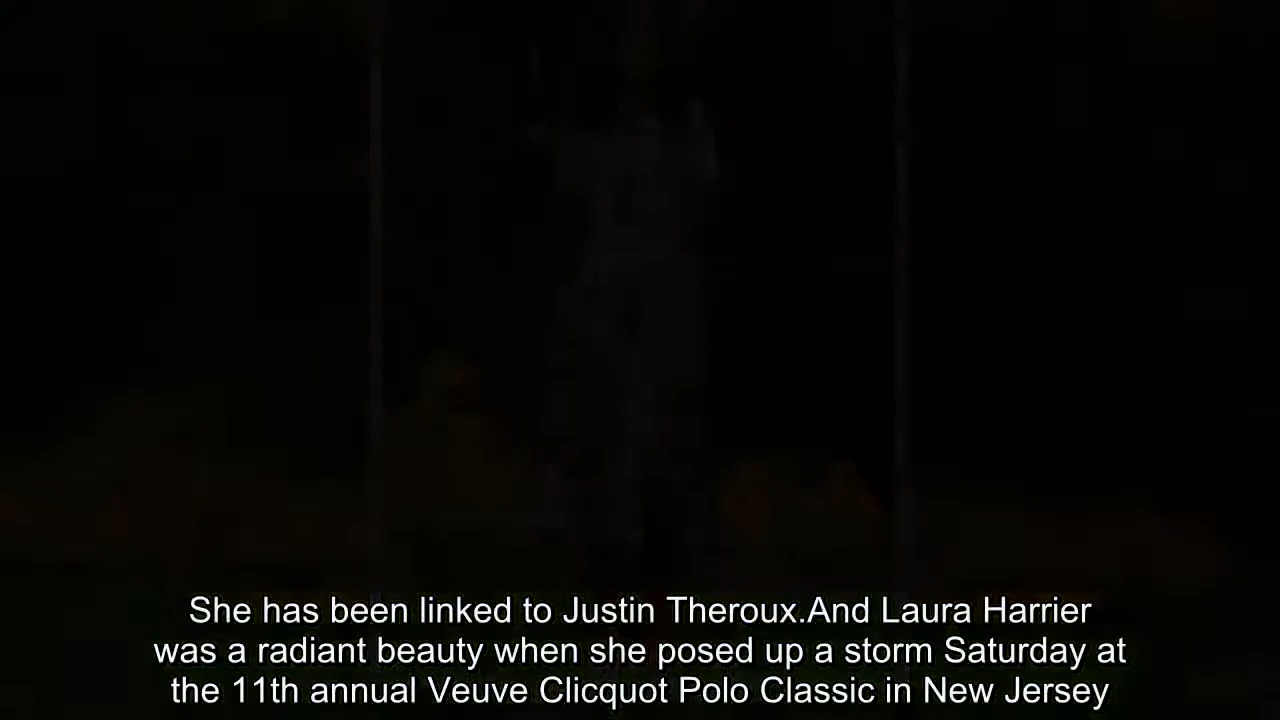 She has been linked to Justin Theroux.And Laura Harrier
was a radiant beauty when she posed up a storm Saturday at
the 11th annual Veuve Clicquot Polo Classic in New Jersey